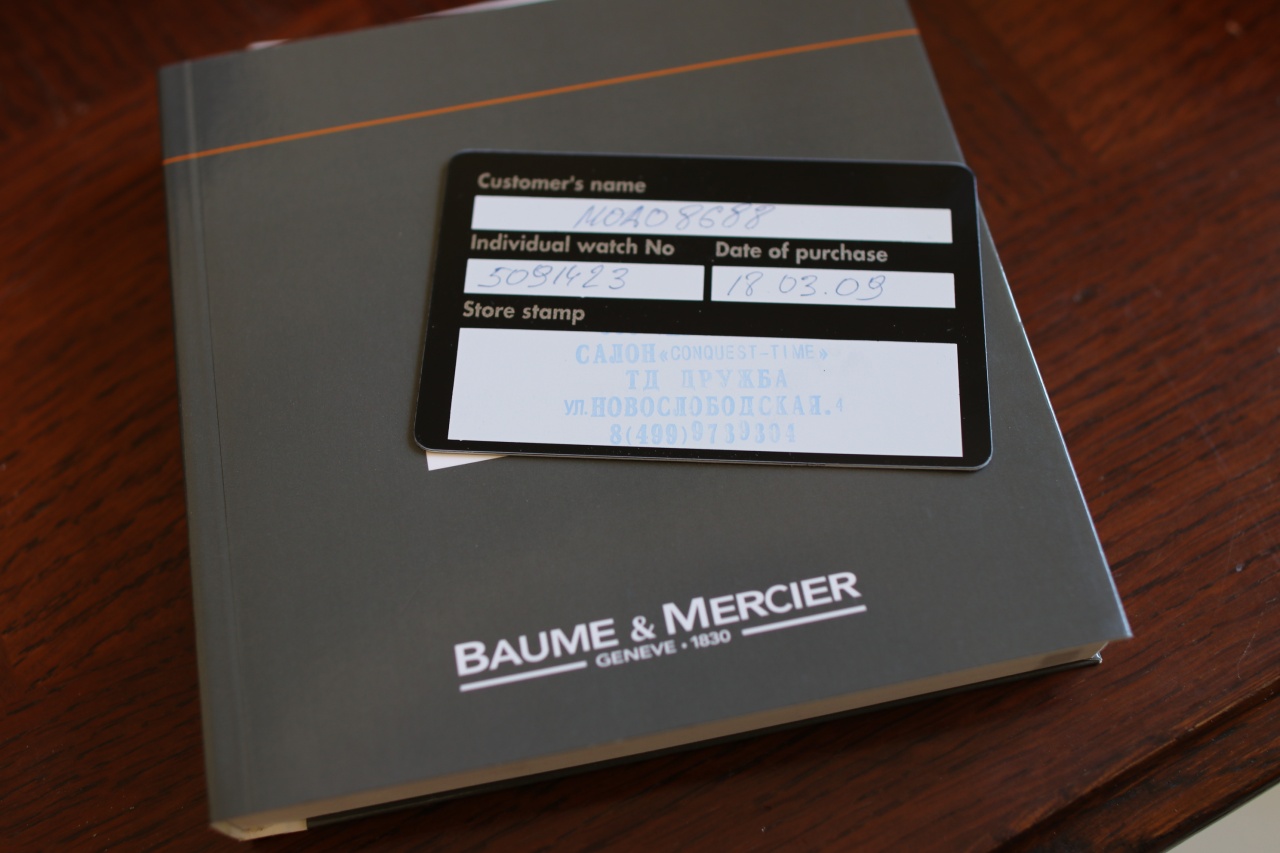 Customer's name
MOAO8688
Individual watch No
Date of purchase
5091423
18 03.09
Store stamp
САЛОН «CONQUEST-TIME»
ТД ДРУЖБА
УЛ.НОВОСЛОБОДСКАЯ.4
8(499)9739304
BAUME & MERCIER
GENEVE • 1830